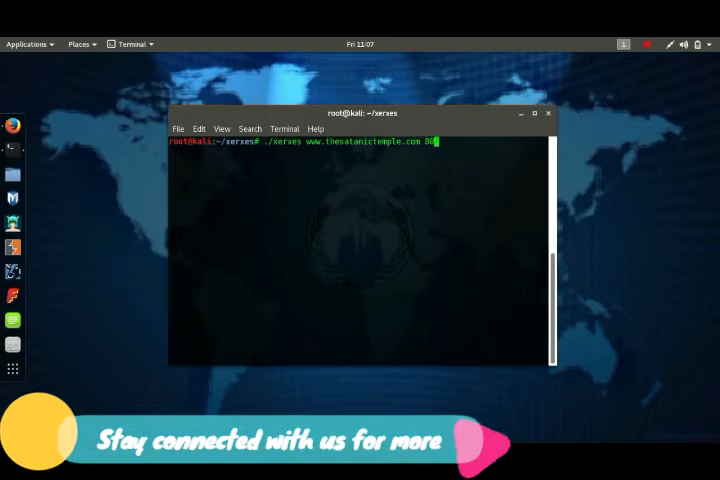 Applications Places Terminal Fri 11:07 1
root@kali: ~/xerxes
File Edit View Search Terminal Help
root@kali:~/xerxes# ./xerxes www.thesatanictemple.com 80
Stay connected with us for more